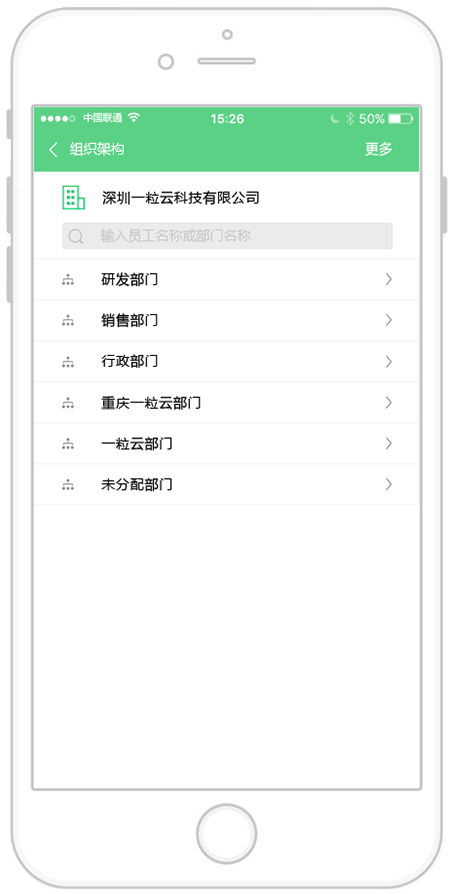 中国联通 15:26 50%
组织架构 更多
深圳一粒云科技有限公司
输入员工名称或部门名称
研发部门
销售部门
行政部门
重庆一粒云部门
一粒云部门
未分配部门